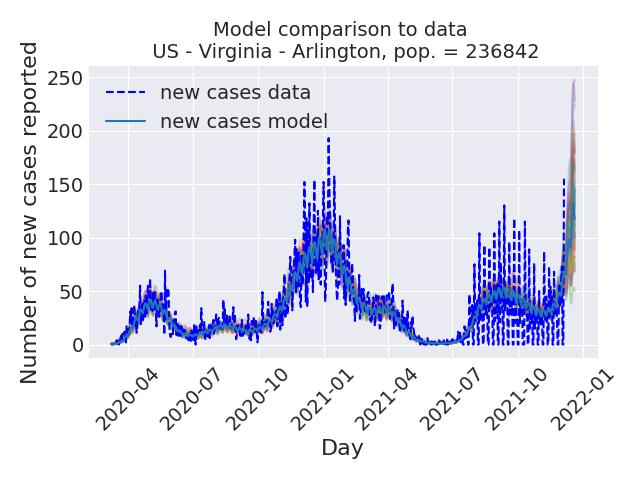 Model comparison to data
US - Virginia - Arlington, pop. = 236842
Number of new cases reported
250
200
150
100
50
0
new cases data
new cases model
2020-04
2020-07
2020-10
2021-01
2021-04
2021-07
2021-10
2022-01
Day